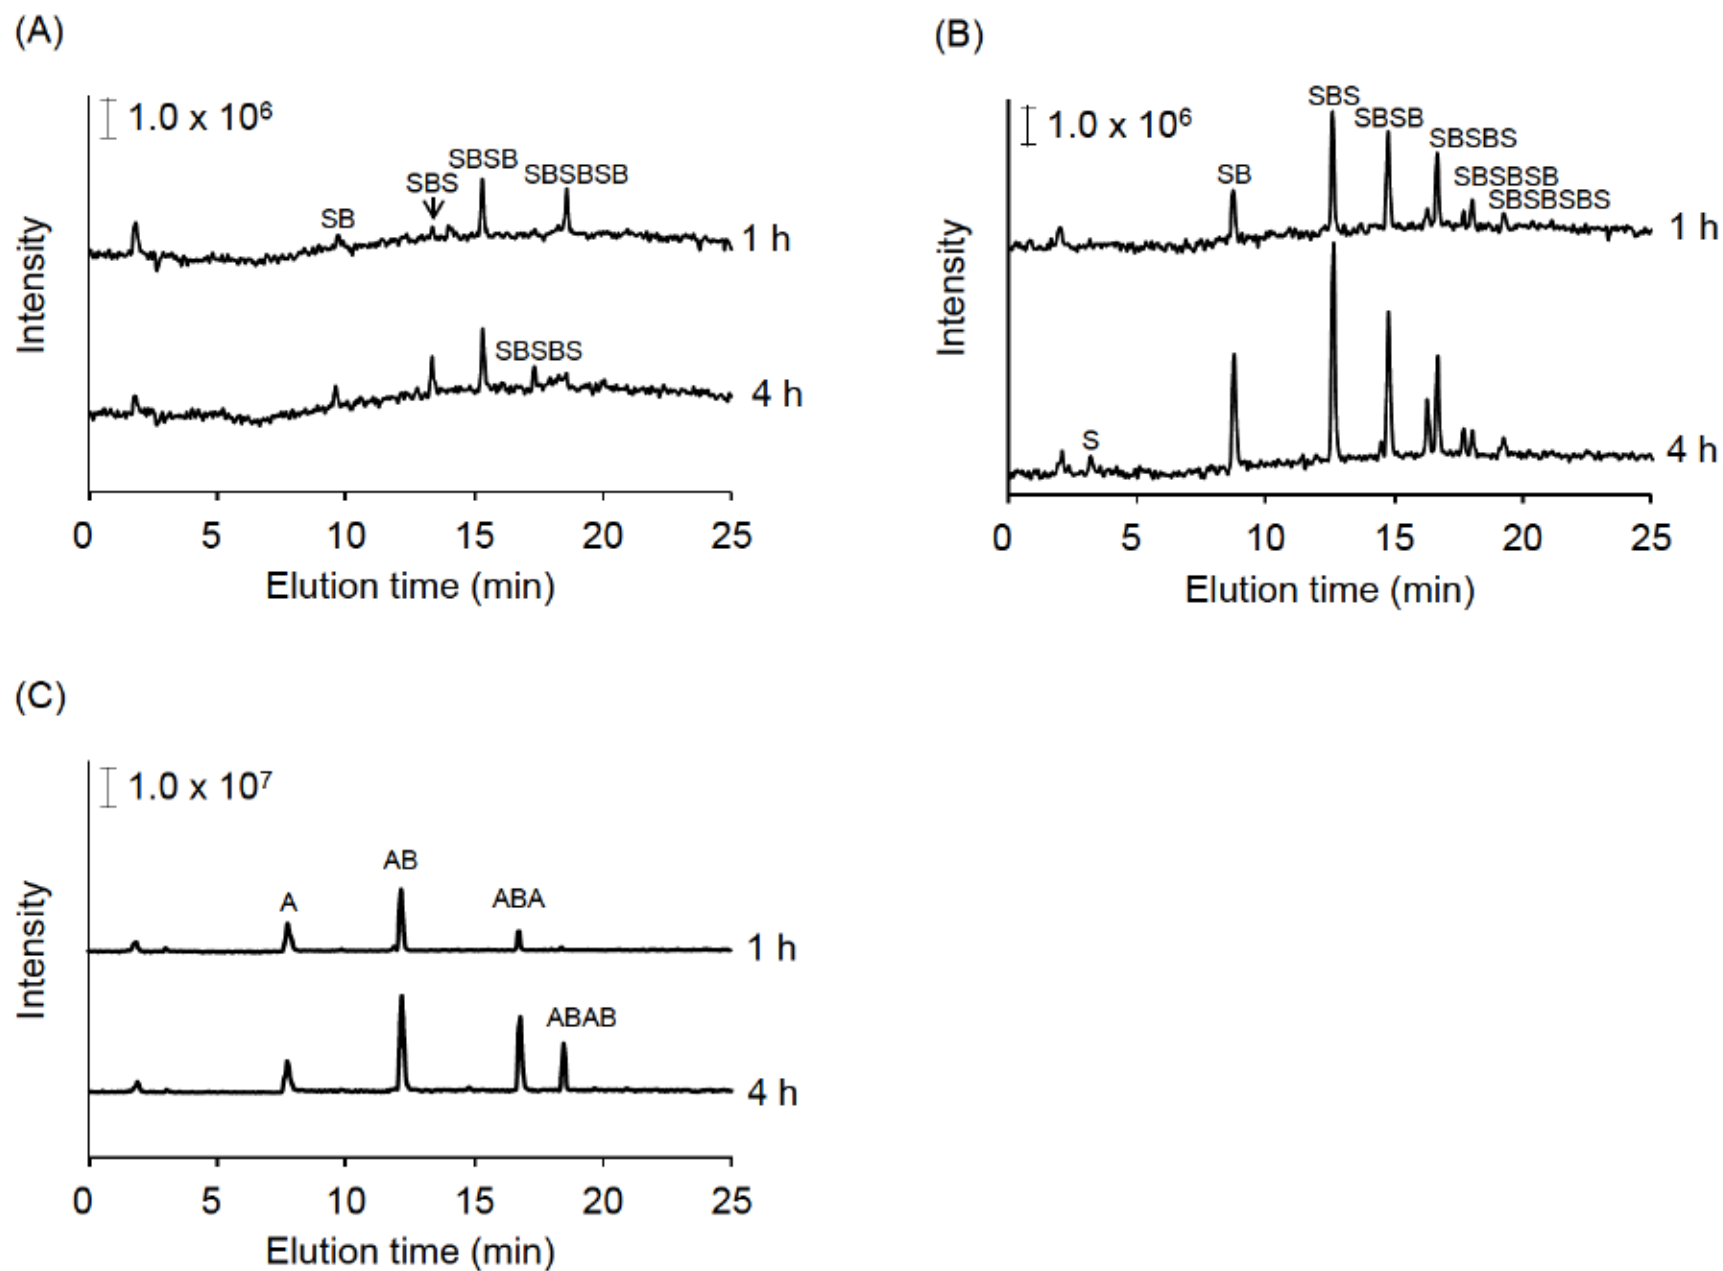 (A)
1.0 x 10⁶
SB
SBS
SBSB
SBSBSB
1 h
SBSBS
4 h
Intensity
0 5 10 15 20 25
Elution time (min)
(B)
1.0 x 10⁶
SB
SBS
SBSB
SBSBS
SBSBSB
SBSBSBS
1 h
S
4 h
Intensity
0 5 10 15 20 25
Elution time (min)
(C)
1.0 x 10⁷
A
AB
ABA
1 h
ABAB
4 h
Intensity
0 5 10 15 20 25
Elution time (min)